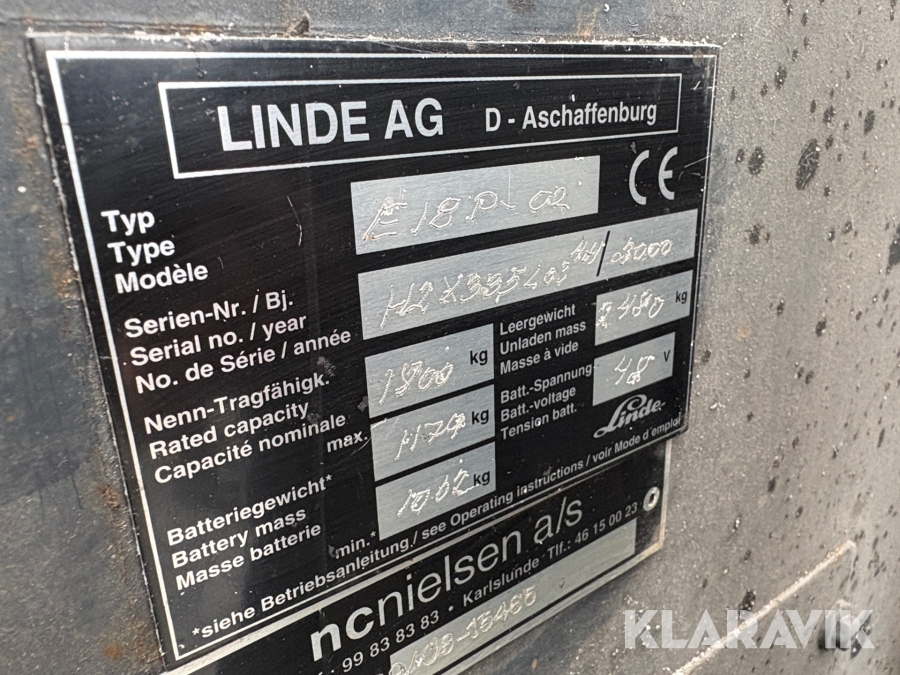 LINDE AG D - Aschaffenburg
CE
Typ
Type
Modèle
E18P-02
Serien-Nr. / Bj.
Serial no. / year
No. de Série / année
/ 2000
Nenn-Tragfähigk.
Rated capacity
Capacité nominale
1800 kg
Leergewicht
Unladen mass
Masse à vide
2480 kg
Batt.-Spannung
Batt.-voltage
Tension batt.
48 V
Batteriegewicht*
Battery mass
Masse batterie
max.
kg
min.*
kg
Linde
*siehe Betriebsanleitung / see Operating Instructions / voir Mode d'emploi
ncnielsen a/s
99 83 83 83 • Karlslunde Tlf.: 46 15 00 23
KLARAVIK